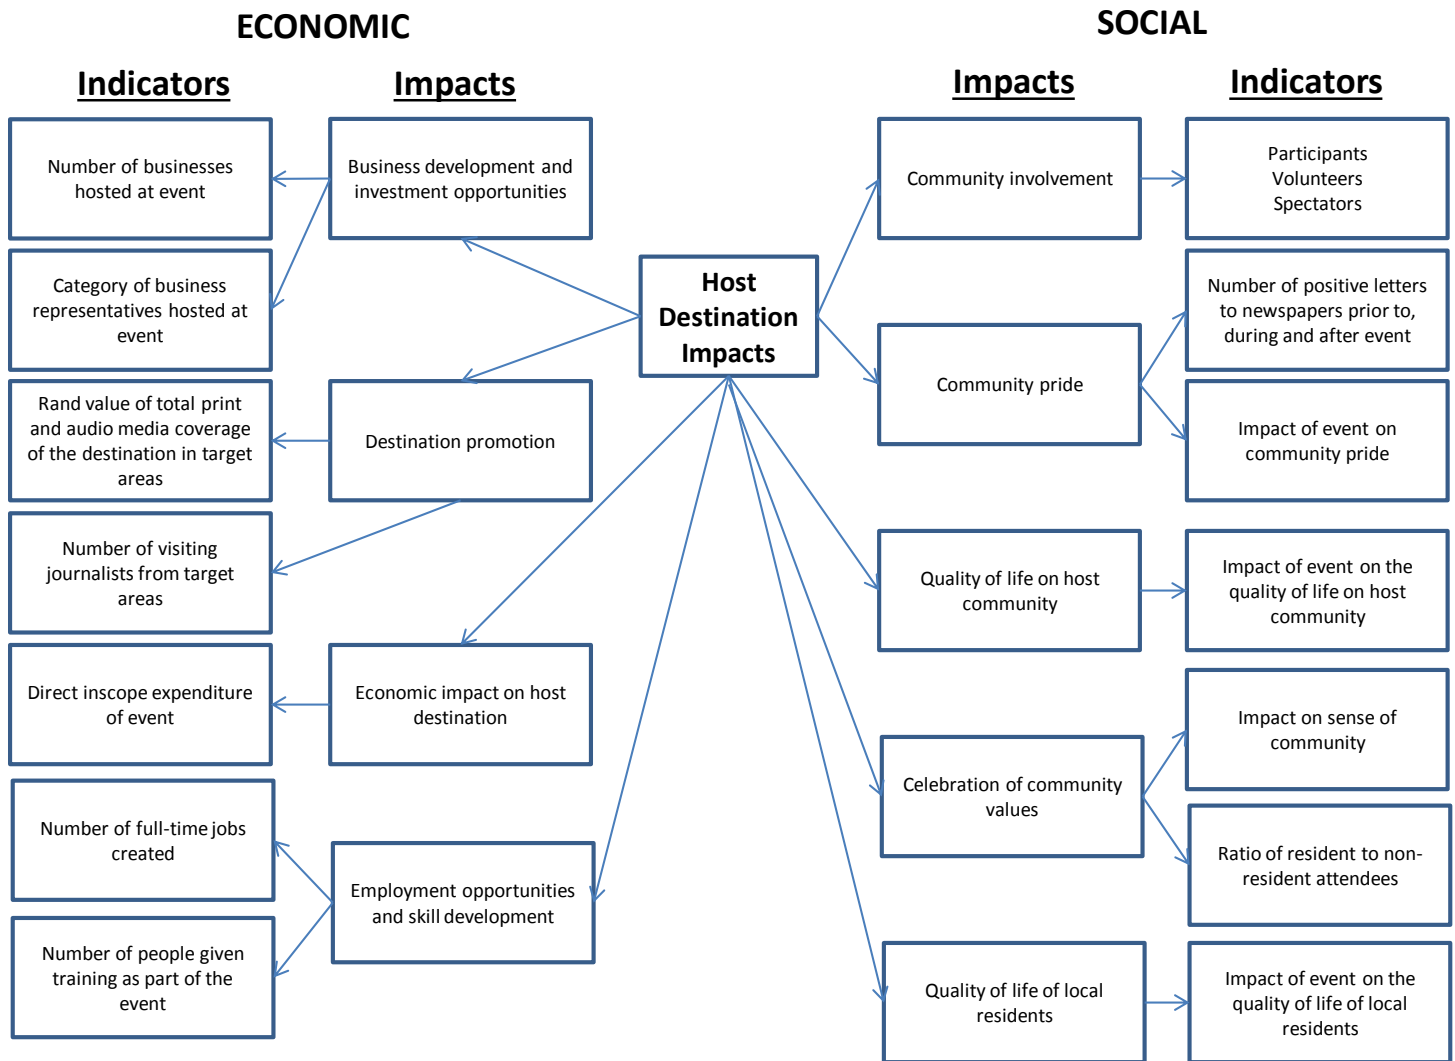 ECONOMIC
SOCIAL
Indicators
Impacts
Impacts
Indicators
Number of businesses
hosted at event
Category of business
representatives hosted at
event
Rand value of total print
and audio media coverage
of the destination in target
areas
Number of visiting
journalists from target
areas
Direct inscope expenditure
of event
Number of full-time jobs
created
Number of people given
training as part of the
event
Business development and
investment opportunities
Destination promotion
Economic impact on host
destination
Employment opportunities
and skill development
Host
Destination
Impacts
Community involvement
Community pride
Quality of life on host
community
Celebration of community
values
Quality of life of local
residents
Participants
Volunteers
Spectators
Number of positive letters
to newspapers prior to,
during and after event
Impact of event on
community pride
Impact of event on the
quality of life on host
community
Impact on sense of
community
Ratio of resident to non-
resident attendees
Impact of event on the
quality of life of local
residents